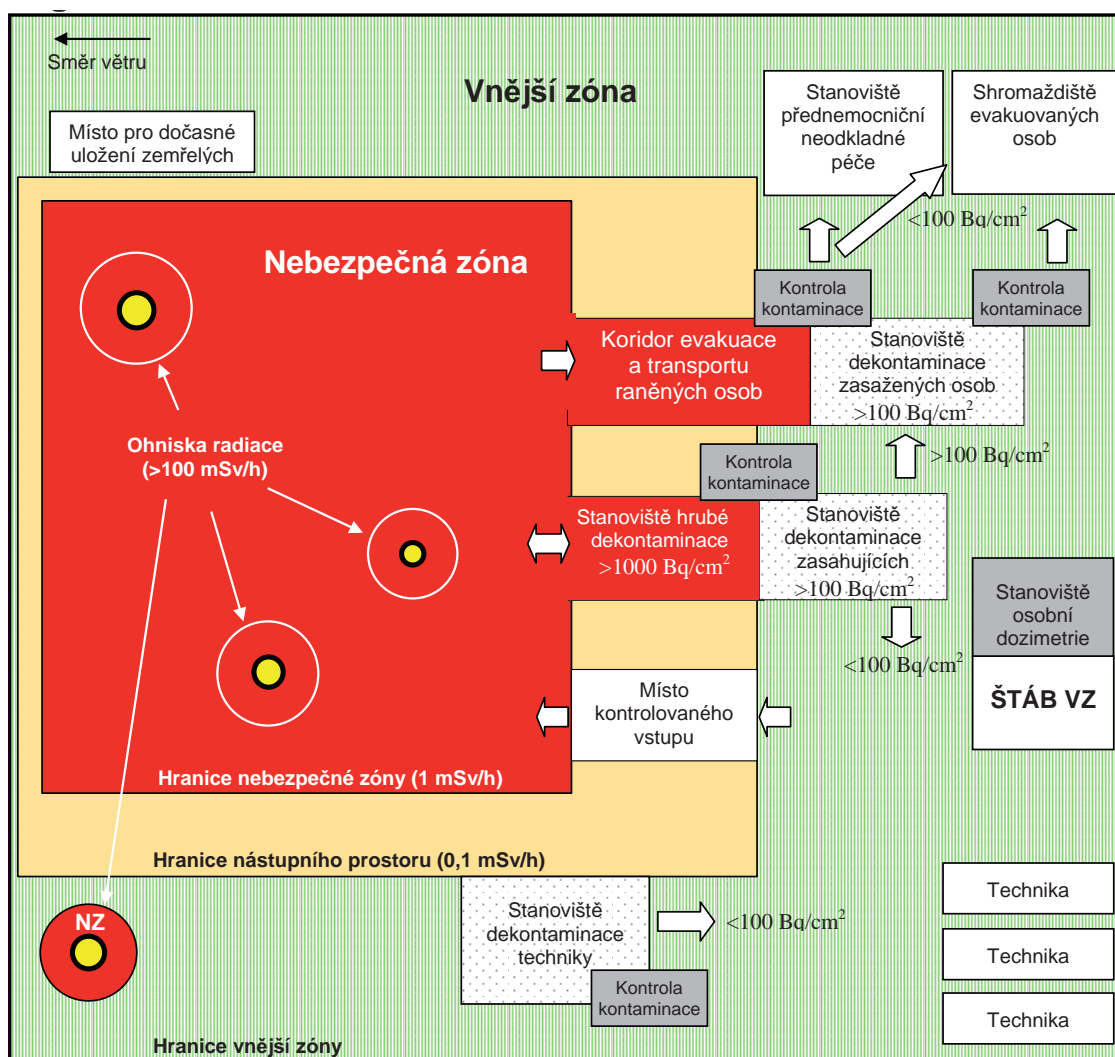 Směr větru
Vnější zóna
Místo pro dočasné
uložení zemřelých
Stanoviště
přednemocniční
neodkladné
péče
Shromaždiště
evakuovaných
osob
<100 Bq/cm²
Nebezpečná zóna
Kontrola
kontaminace
Kontrola
kontaminace
Koridor evakuace
a transportu
raněných osob
Stanoviště
dekontaminace
zasažených osob
>100 Bq/cm²
Ohniska radiace
(>100 mSv/h)
Kontrola
kontaminace
>100 Bq/cm²
Stanoviště hrubé
dekontaminace
>1000 Bq/cm²
Stanoviště
dekontaminace
zasahujících
>100 Bq/cm²
<100 Bq/cm²
Stanoviště
osobní
dozimetrie
ŠTÁB VZ
Místo
kontrolovaného
vstupu
Hranice nebezpečné zóny (1 mSv/h)
Hranice nástupního prostoru (0,1 mSv/h)
NZ
Stanoviště
dekontaminace
techniky
<100 Bq/cm²
Kontrola
kontaminace
Technika
Technika
Technika
Hranice vnější zóny